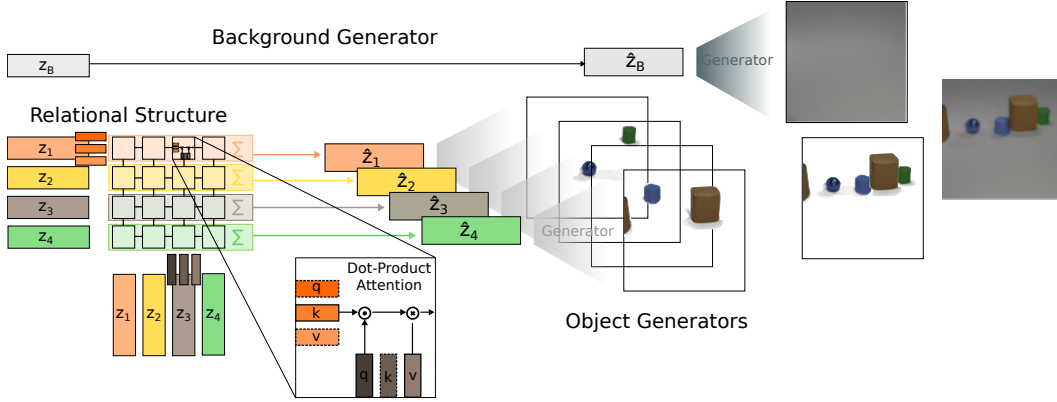 Background Generator
z_B
ẑ_B
Generator
Relational Structure
z_1
z_2
z_3
z_4
Σ
Σ
Σ
Σ
ẑ_1
ẑ_2
ẑ_3
ẑ_4
Generator
z_1
z_2
z_3
z_4
Dot-Product
Attention
q
k
v
q
k
v
Object Generators